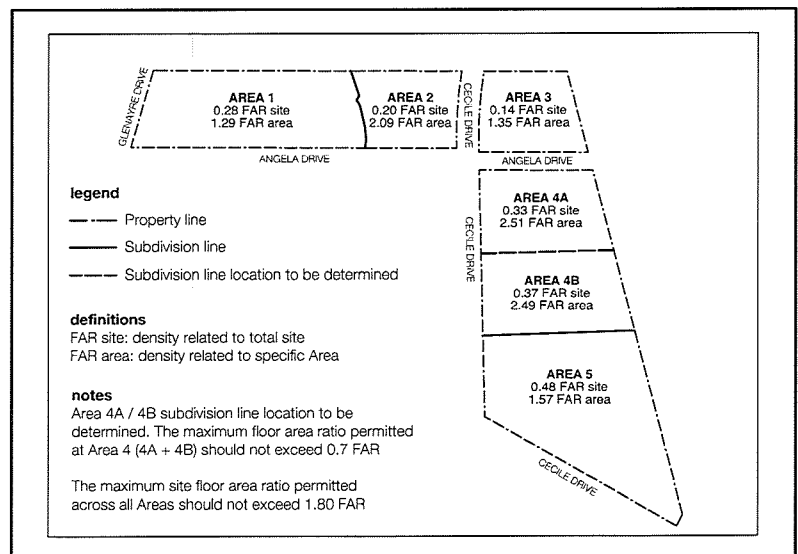 GLENAYRE DRIVE
AREA 1
0.28 FAR site
1.29 FAR area
AREA 2
0.20 FAR site
2.09 FAR area
CECILE DRIVE
AREA 3
0.14 FAR site
1.35 FAR area
ANGELA DRIVE
ANGELA DRIVE
legend
Property line
Subdivision line
Subdivision line location to be determined
CECILE DRIVE
AREA 4A
0.33 FAR site
2.51 FAR area
AREA 4B
0.37 FAR site
2.49 FAR area
definitions
FAR site: density related to total site
FAR area: density related to specific Area
AREA 5
0.48 FAR site
1.57 FAR area
notes
Area 4A / 4B subdivision line location to be
determined. The maximum floor area ratio permitted
at Area 4 (4A + 4B) should not exceed 0.7 FAR
The maximum site floor area ratio permitted
across all Areas should not exceed 1.80 FAR
CECILE DRIVE